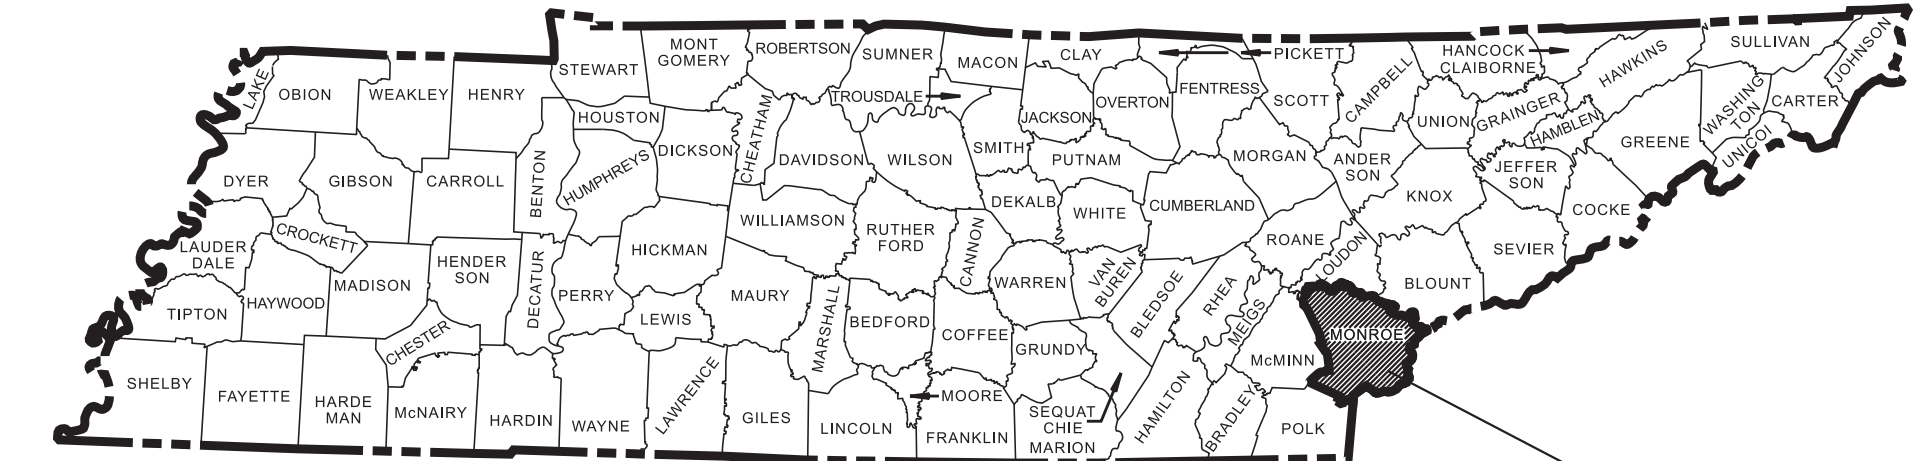 LAKE
OBION
WEAKLEY
HENRY
STEWART
MONT
GOMERY
ROBERTSON
SUMNER
MACON
CLAY
PICKETT
HANCOCK
CLAIBORNE
HAWKINS
SULLIVAN
JOHNSON
TROUSDALE
HOUSTON
DICKSON
CHEATHAM
DAVIDSON
WILSON
SMITH
JACKSON
OVERTON
FENTRESS
SCOTT
CAMPBELL
UNION
GRAINGER
HAMBLEN
GREENE
WASHING
TON
CARTER
UNICOI
DYER
GIBSON
CARROLL
BENTON
HUMPHREYS
WILLIAMSON
RUTHER
FORD
CANNON
DEKALB
PUTNAM
WHITE
CUMBERLAND
MORGAN
ANDER
SON
KNOX
JEFFER
SON
COCKE
SEVIER
LAUDER
DALE
CROCKETT
HAYWOOD
MADISON
HENDER
SON
DECATUR
PERRY
HICKMAN
LEWIS
MAURY
MARSHALL
BEDFORD
COFFEE
WARREN
VAN
BUREN
BLEDSOE
RHEA
MEIGS
ROANE
LOUDON
BLOUNT
MONROE
TIPTON
CHESTER
GRUNDY
McMINN
SHELBY
FAYETTE
HARDE
MAN
McNAIRY
HARDIN
WAYNE
LAWRENCE
GILES
LINCOLN
MOORE
FRANKLIN
SEQUAT
CHIE
MARION
HAMILTON
BRADLEY
POLK